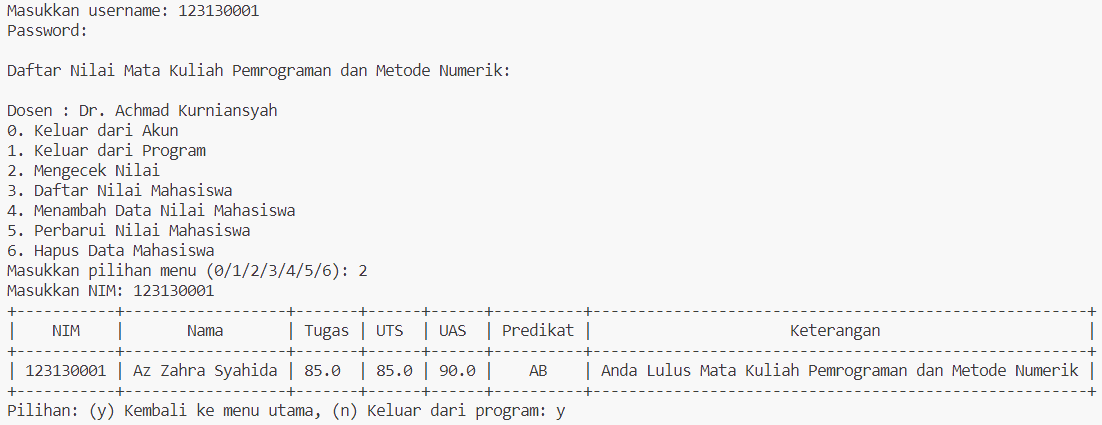 Masukkan username: 123130001
Password:
Daftar Nilai Mata Kuliah Pemrograman dan Metode Numerik:
Dosen : Dr. Achmad Kurniansyah
0. Keluar dari Akun
1. Keluar dari Program
2. Mengecek Nilai
3. Daftar Nilai Mahasiswa
4. Menambah Data Nilai Mahasiswa
5. Perbarui Nilai Mahasiswa
6. Hapus Data Mahasiswa
Masukkan pilihan menu (0/1/2/3/4/5/6): 2
Masukkan NIM: 123130001
| NIM | Nama | Tugas | UTS | UAS | Predikat | Keterangan |
| 123130001 | Az Zahra Syahida | 85.0 | 85.0 | 90.0 | AB | Anda Lulus Mata Kuliah Pemrograman dan Metode Numerik |
Pilihan: (y) Kembali ke menu utama, (n) Keluar dari program: y